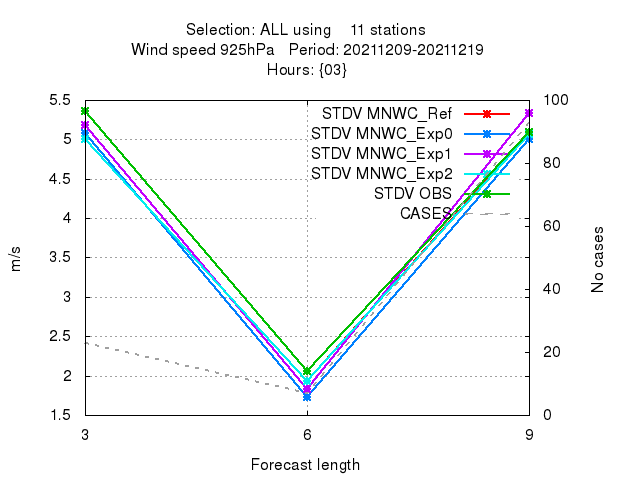 Selection: ALL using 11 stations
Wind speed 925hPa Period: 20211209-20211219
Hours: {03}
5.5
5
4.5
4
3.5
3
2.5
2
1.5
100
80
60
40
20
0
STDV MNWC_Ref
STDV MNWC_Exp0
STDV MNWC_Exp1
STDV MNWC_Exp2
STDV OBS
CASES
m/s
No cases
3 6 9
Forecast length